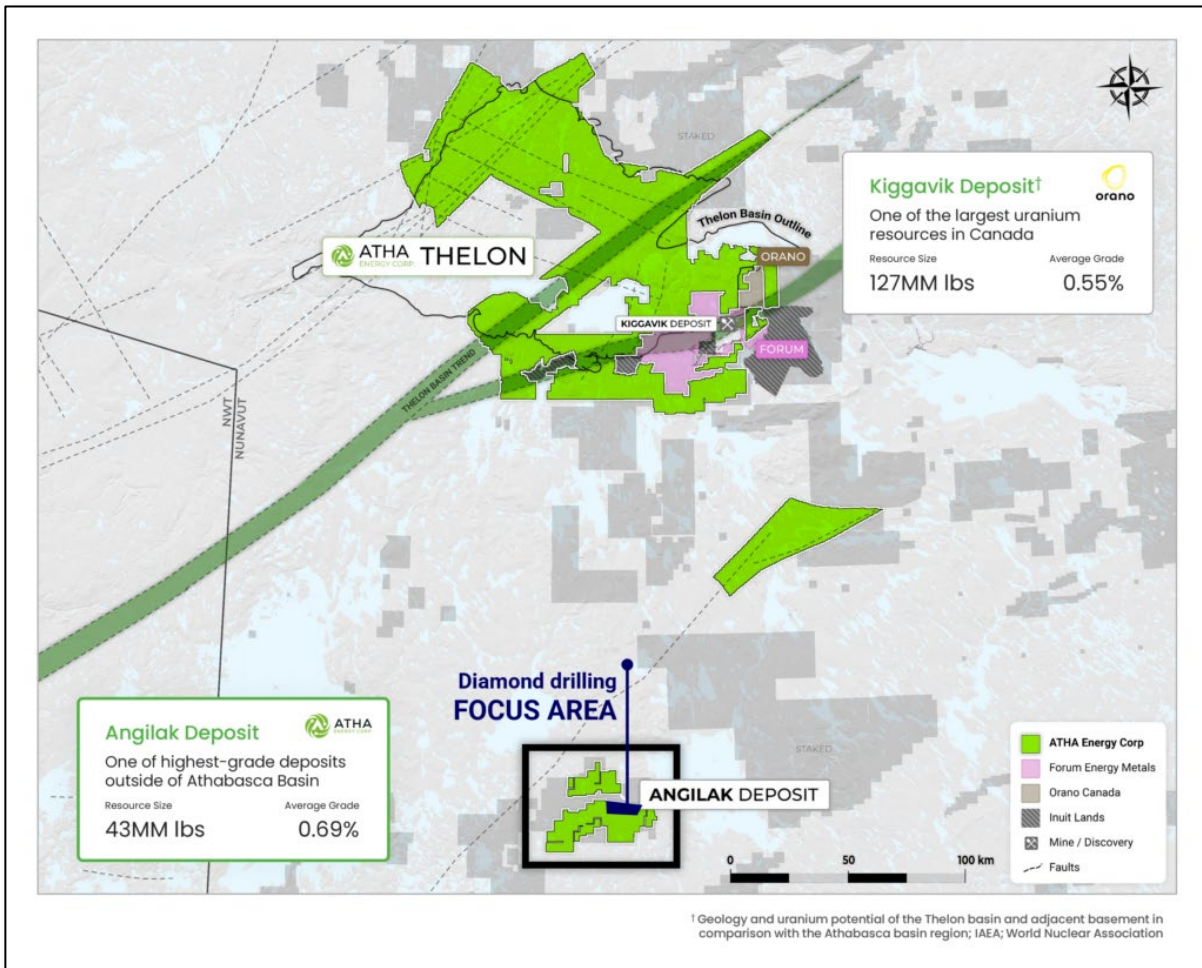 STAKED
Kiggavik Deposit†
orano
One of the largest uranium
resources in Canada
Resource Size
Average Grade
127MM lbs
0.55%
Thelon Basin Outline
ATHA
ENERGY CORP.
THELON
ORANO
KIGGAVIK DEPOSIT
FORUM
THELON BASIN TREND
NWT
NUNAVUT
Diamond drilling
FOCUS AREA
Angilak Deposit
ATHA
ENERGY CORP
One of highest-grade deposits
outside of Athabasca Basin
Resource Size
Average Grade
43MM lbs
0.69%
ANGILAK DEPOSIT
STAKED
ATHA Energy Corp
Forum Energy Metals
Orano Canada
Inuit Lands
Mine / Discovery
Faults
0
50
100 km
† Geology and uranium potential of the Thelon basin and adjacent basement in
comparison with the Athabasca basin region; IAEA; World Nuclear Association